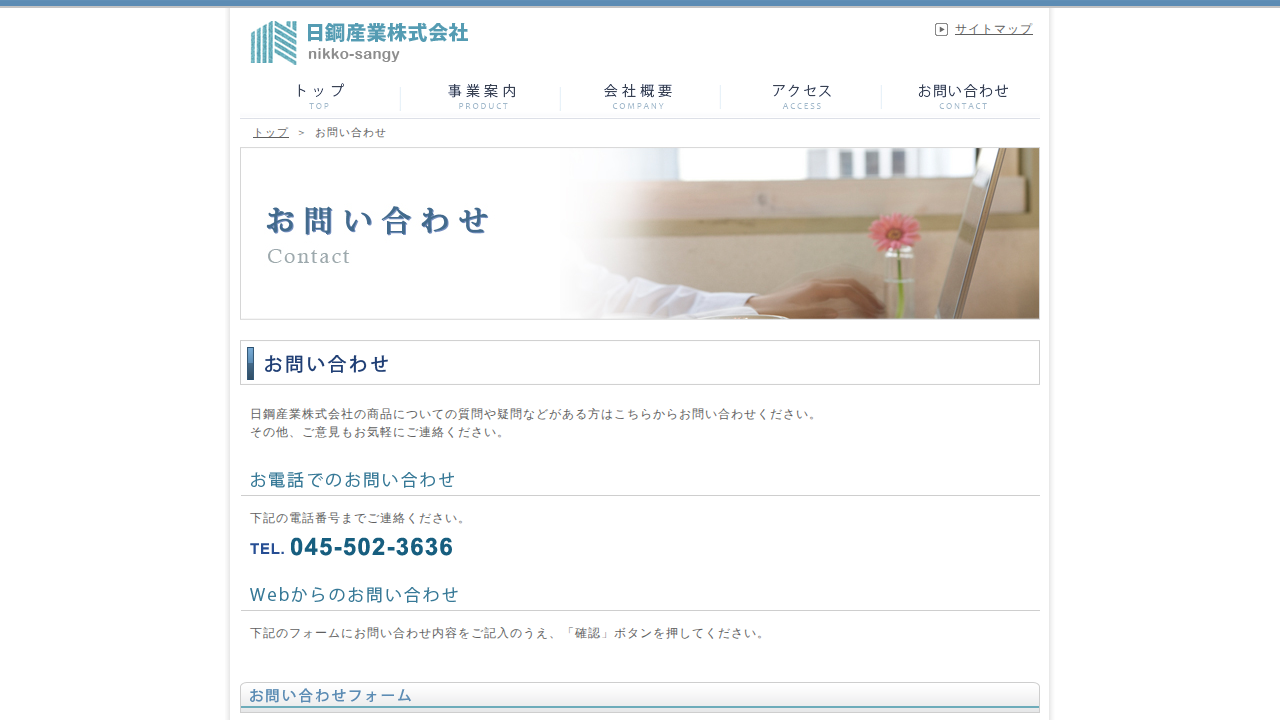 日鋼産業株式会社
nikko-sangy
サイトマップ
トップ
TOP
事業案内
PRODUCT
会社概要
COMPANY
アクセス
ACCESS
お問い合わせ
CONTACT
トップ > お問い合わせ
お問い合わせ
Contact
お問い合わせ
日鋼産業株式会社の商品についての質問や疑問などがある方はこちらからお問い合わせください。
その他、ご意見もお気軽にご連絡ください。
お電話でのお問い合わせ
下記の電話番号までご連絡ください。
TEL. 045-502-3636
Webからのお問い合わせ
下記のフォームにお問い合わせ内容をご記入のうえ、「確認」ボタンを押してください。
お問い合わせフォーム